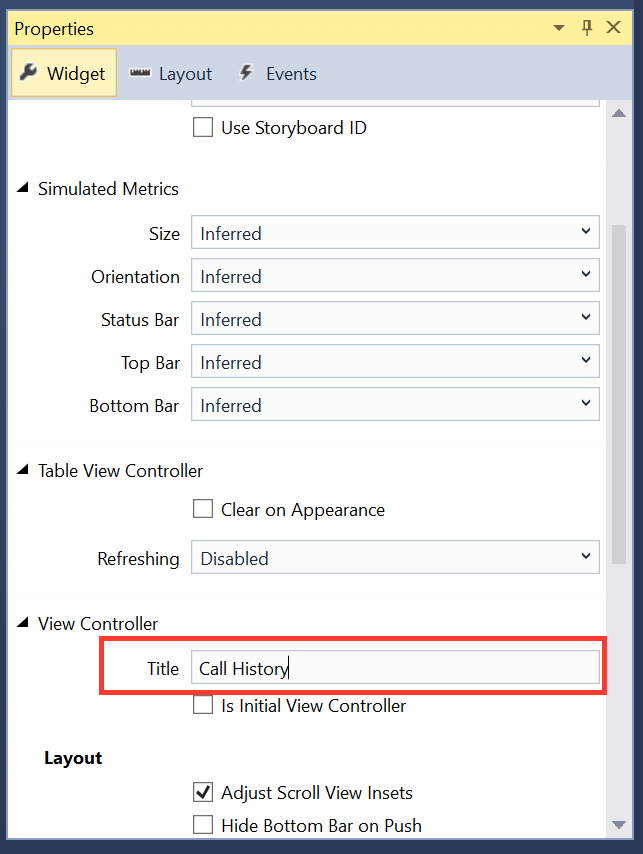 Properties
Widget Layout Events
Use Storyboard ID
Simulated Metrics
Size Inferred
Orientation Inferred
Status Bar Inferred
Top Bar Inferred
Bottom Bar Inferred
Table View Controller
Clear on Appearance
Refreshing Disabled
View Controller
Title Call History
Is Initial View Controller
Layout
Adjust Scroll View Insets
Hide Bottom Bar on Push